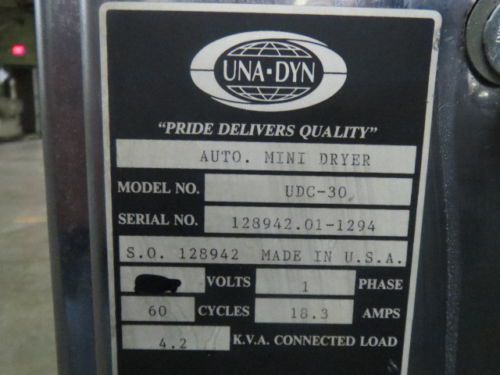 UNA-DYN
"PRIDE DELIVERS QUALITY"
AUTO. MINI DRYER
MODEL NO. UDC-30
SERIAL NO. 128942.01-1294
S.O. 128942 MADE IN U.S.A.
VOLTS 1 PHASE
60 CYCLES 18.3 AMPS
4.2 K.V.A. CONNECTED LOAD